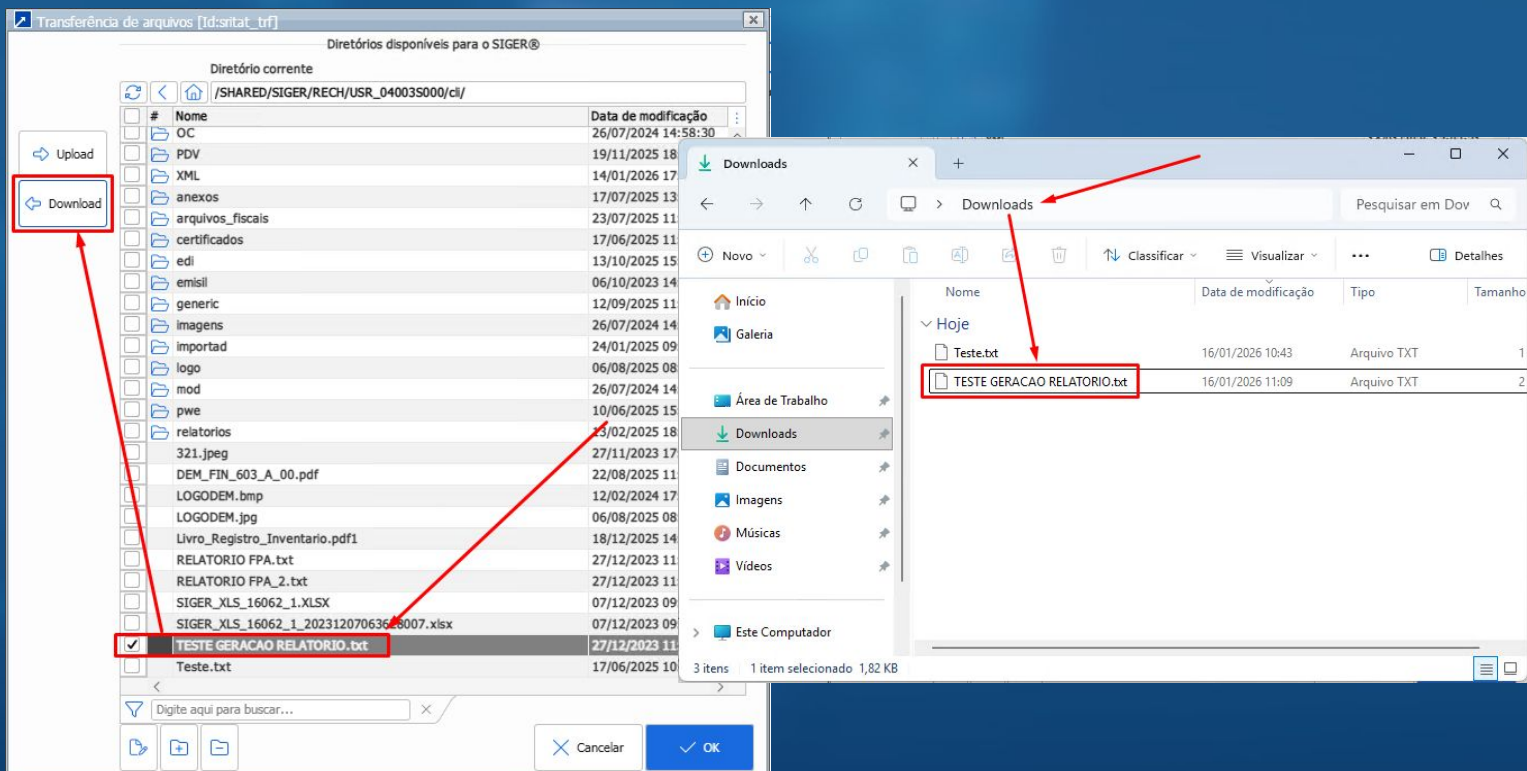 Transferência de arquivos [Id:sritat_trf]
Diretórios disponíveis para o SIGER®
Diretório corrente
/SHARED/SIGER/RECH/USR_04003S000/cli/
# Nome Data de modificação
OC 26/07/2024 14:58:30
Upload
Download
PDV 19/11/2025 18
XML 14/01/2026 17
anexos 17/07/2025 13
arquivos_fiscais 23/07/2025 11
certificados 17/06/2025 11
edi 13/10/2025 15
emisil 06/10/2023 14
generic 12/09/2025 11
imagens 26/07/2024 14
importad 24/01/2025 09
logo 06/08/2025 08
mod 26/07/2024 14
pwe 10/06/2025 15
relatorios 13/02/2025 18
321.jpeg 27/11/2023 17
DEM_FIN_603_A_00.pdf 22/08/2025 11
LOGODEM.bmp 12/02/2024 17
LOGODEM.jpg 06/08/2025 08
Livro_Registro_Inventario.pdf1 18/12/2025 14
RELATORIO FPA.txt 27/12/2023 11
RELATORIO FPA_2.txt 27/12/2023 11
SIGER_XLS_16062_1.XLSX 07/12/2023 09
07/12/2023 09
TESTE GERACAO RELATORIO.txt 27/12/2023 11
Teste.txt 17/06/2025 10
Digite aqui para buscar...
Cancelar
OK
Downloads
Downloads
Pesquisar em Dov
Novo
Classificar
Visualizar
Detalhes
Início
Galeria
Área de Trabalho
Downloads
Documentos
Imagens
Músicas
Vídeos
Este Computador
Nome Data de modificação Tipo Tamanho
Hoje
Teste.txt 16/01/2026 10:43 Arquivo TXT 1
TESTE GERACAO RELATORIO.txt 16/01/2026 11:09 Arquivo TXT 2
3 itens 1 item selecionado 1,82 KB